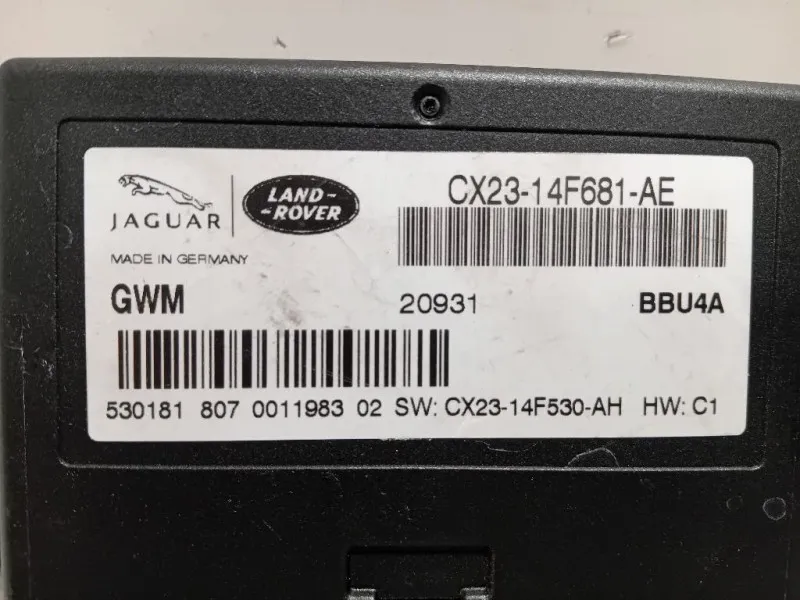 JAGUAR
LAND-
-ROVER
CX23-14F681-AE
MADE IN GERMANY
GWM 20931 BBU4A
530181 807 0011983 02 SW: CX23-14F530-AH HW: C1